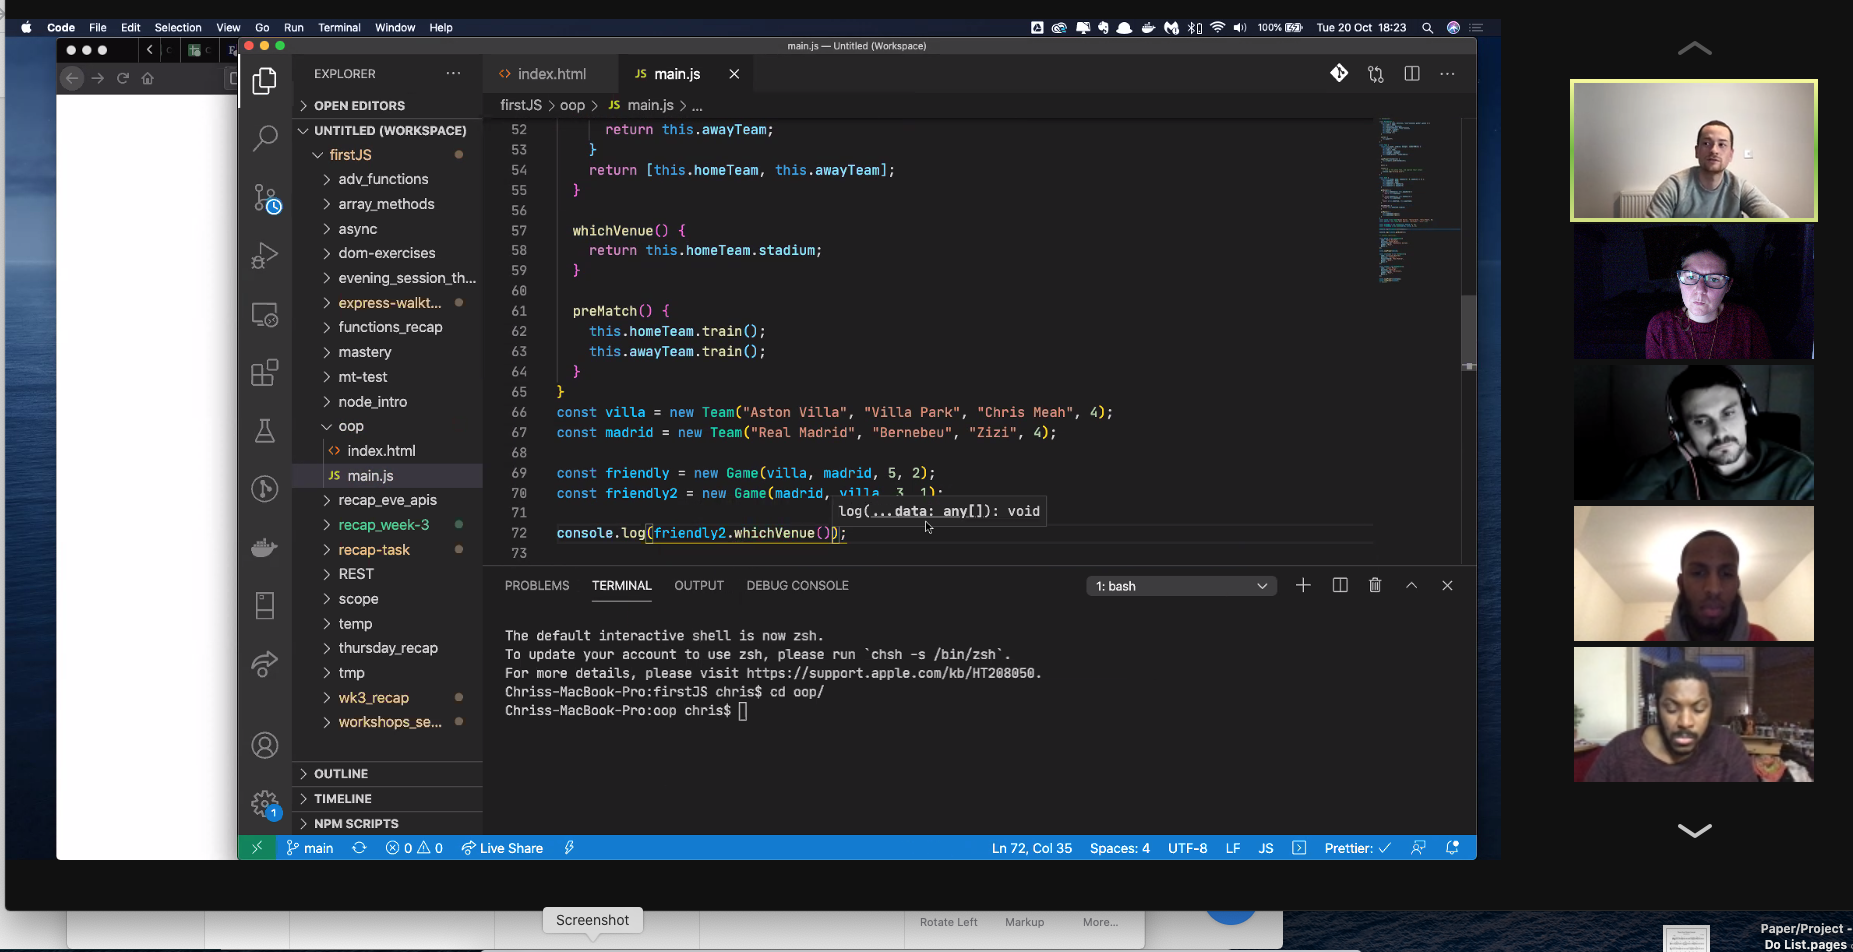 Code File Edit Selection View Go Run Terminal Window Help
100% Tue 20 Oct 18:23
main.js — Untitled (Workspace)
EXPLORER
index.html
JS main.js
firstJS > oop > JS main.js > ...
OPEN EDITORS
UNTITLED (WORKSPACE)
firstJS
adv_functions
array_methods
async
dom-exercises
evening_session_th...
express-walkt...
functions_recap
mastery
mt-test
node_intro
oop
<> index.html
JS main.js
recap_eve_apis
recap_week-3
recap-task
REST
scope
temp
thursday_recap
tmp
wk3_recap
workshops_se...
OUTLINE
TIMELINE
NPM SCRIPTS
52 return this.awayTeam;
53 }
54 return [this.homeTeam, this.awayTeam];
55 }
56
57 whichVenue() {
58 return this.homeTeam.stadium;
59 }
60
61 preMatch() {
62 this.homeTeam.train();
63 this.awayTeam.train();
64 }
65 }
66 const villa = new Team("Aston Villa", "Villa Park", "Chris Meah", 4);
67 const madrid = new Team("Real Madrid", "Bernebeu", "Zizi", 4);
68
69 const friendly = new Game(villa, madrid, 5, 2);
70 const friendly2 = new Game(madrid, villa, 3, 1);
71
log(...data: any[]): void
72 console.log(friendly2.whichVenue());
73
PROBLEMS TERMINAL OUTPUT DEBUG CONSOLE
1: bash
The default interactive shell is now zsh.
To update your account to use zsh, please run `chsh -s /bin/zsh`.
For more details, please visit https://support.apple.com/kb/HT208050.
Chriss-MacBook-Pro:firstJS chris$ cd oop/
Chriss-MacBook-Pro:oop chris$
1
main 0 0 Live Share
Ln 72, Col 35 Spaces: 4 UTF-8 LF JS Prettier: ✓
Screenshot
Rotate Left Markup More...
Paper/Project -
Do List.pages